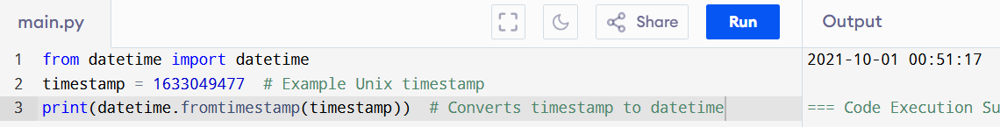 main.py Share Run Output
1 from datetime import datetime 2021-10-01 00:51:17
2 timestamp = 1633049477  # Example Unix timestamp
3 print(datetime.fromtimestamp(timestamp))  # Converts timestamp to datetime === Code Execution Su